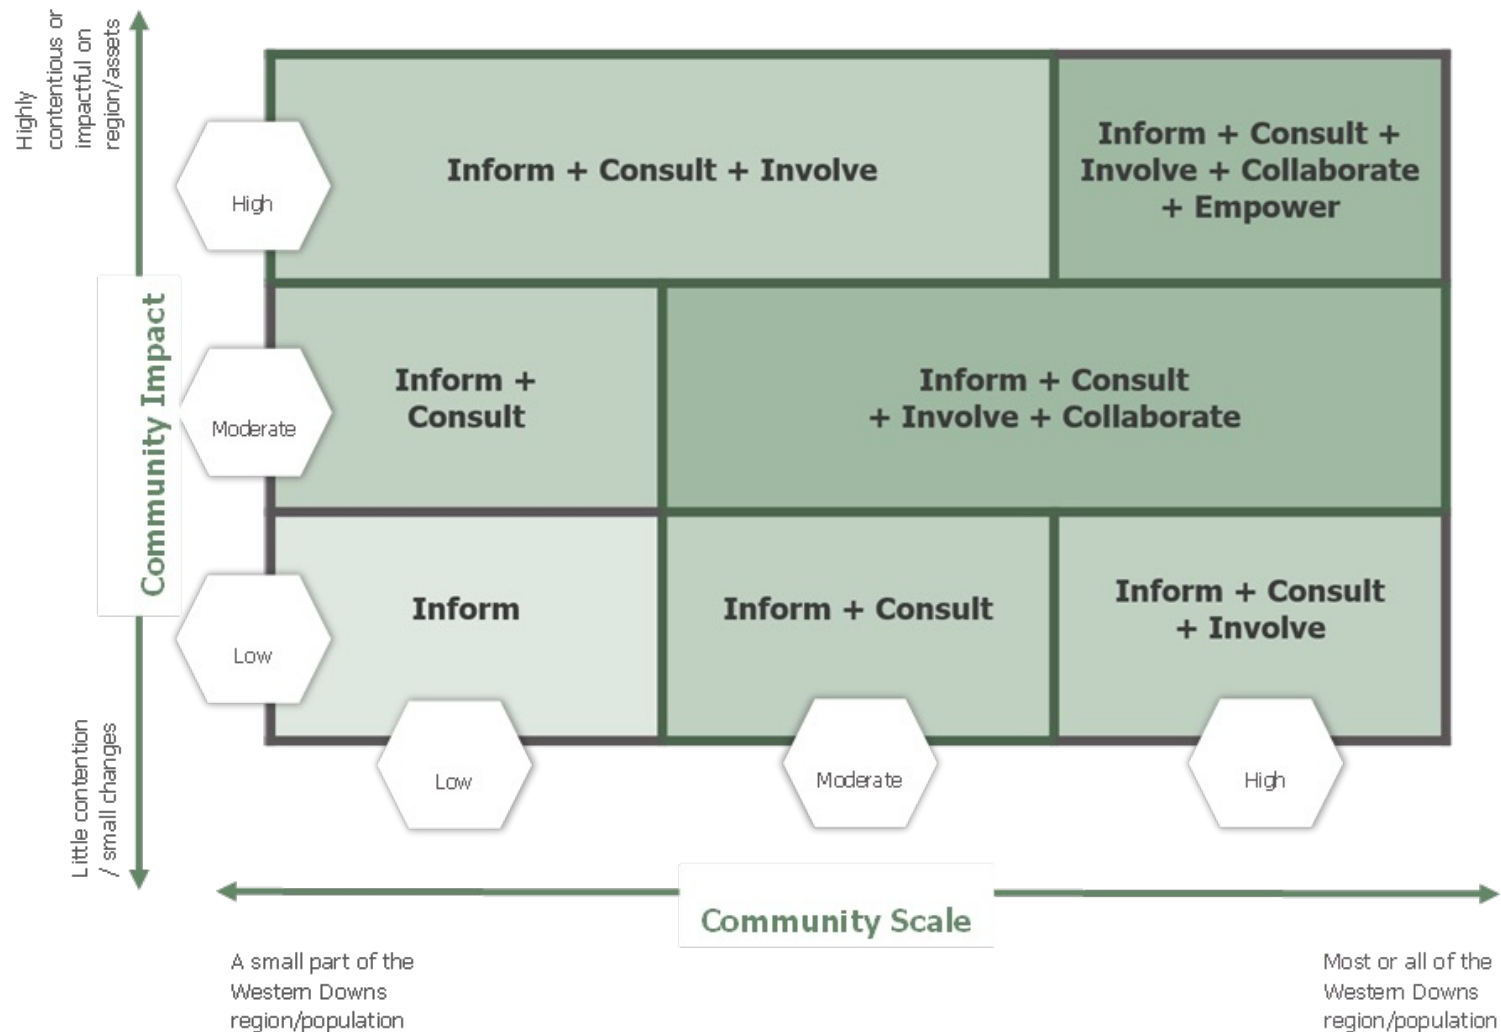 Highly
contentious or
impactful on
region/assets
Inform + Consult + Involve
Inform + Consult +
Involve + Collaborate
+ Empower
High
Community Impact
Inform +
Consult
Inform + Consult
+ Involve + Collaborate
Moderate
Inform
Inform + Consult
Inform + Consult
+ Involve
Low
Little contention
/ small changes
Low
Moderate
High
Community Scale
A small part of the
Western Downs
region/population
Most or all of the
Western Downs
region/population